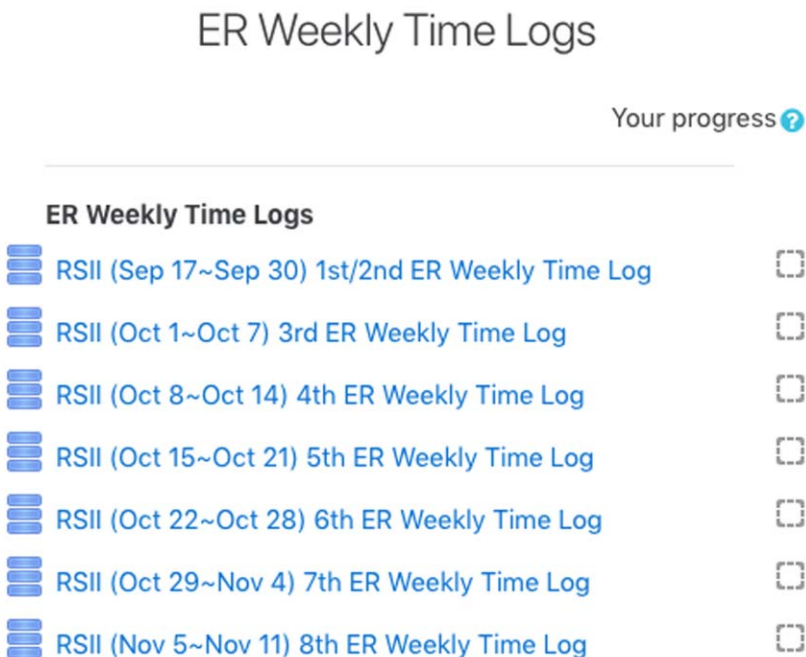 ER Weekly Time Logs
Your progress ?
ER Weekly Time Logs
RSII (Sep 17~Sep 30) 1st/2nd ER Weekly Time Log
RSII (Oct 1~Oct 7) 3rd ER Weekly Time Log
RSII (Oct 8~Oct 14) 4th ER Weekly Time Log
RSII (Oct 15~Oct 21) 5th ER Weekly Time Log
RSII (Oct 22~Oct 28) 6th ER Weekly Time Log
RSII (Oct 29~Nov 4) 7th ER Weekly Time Log
RSII (Nov 5~Nov 11) 8th ER Weekly Time Log